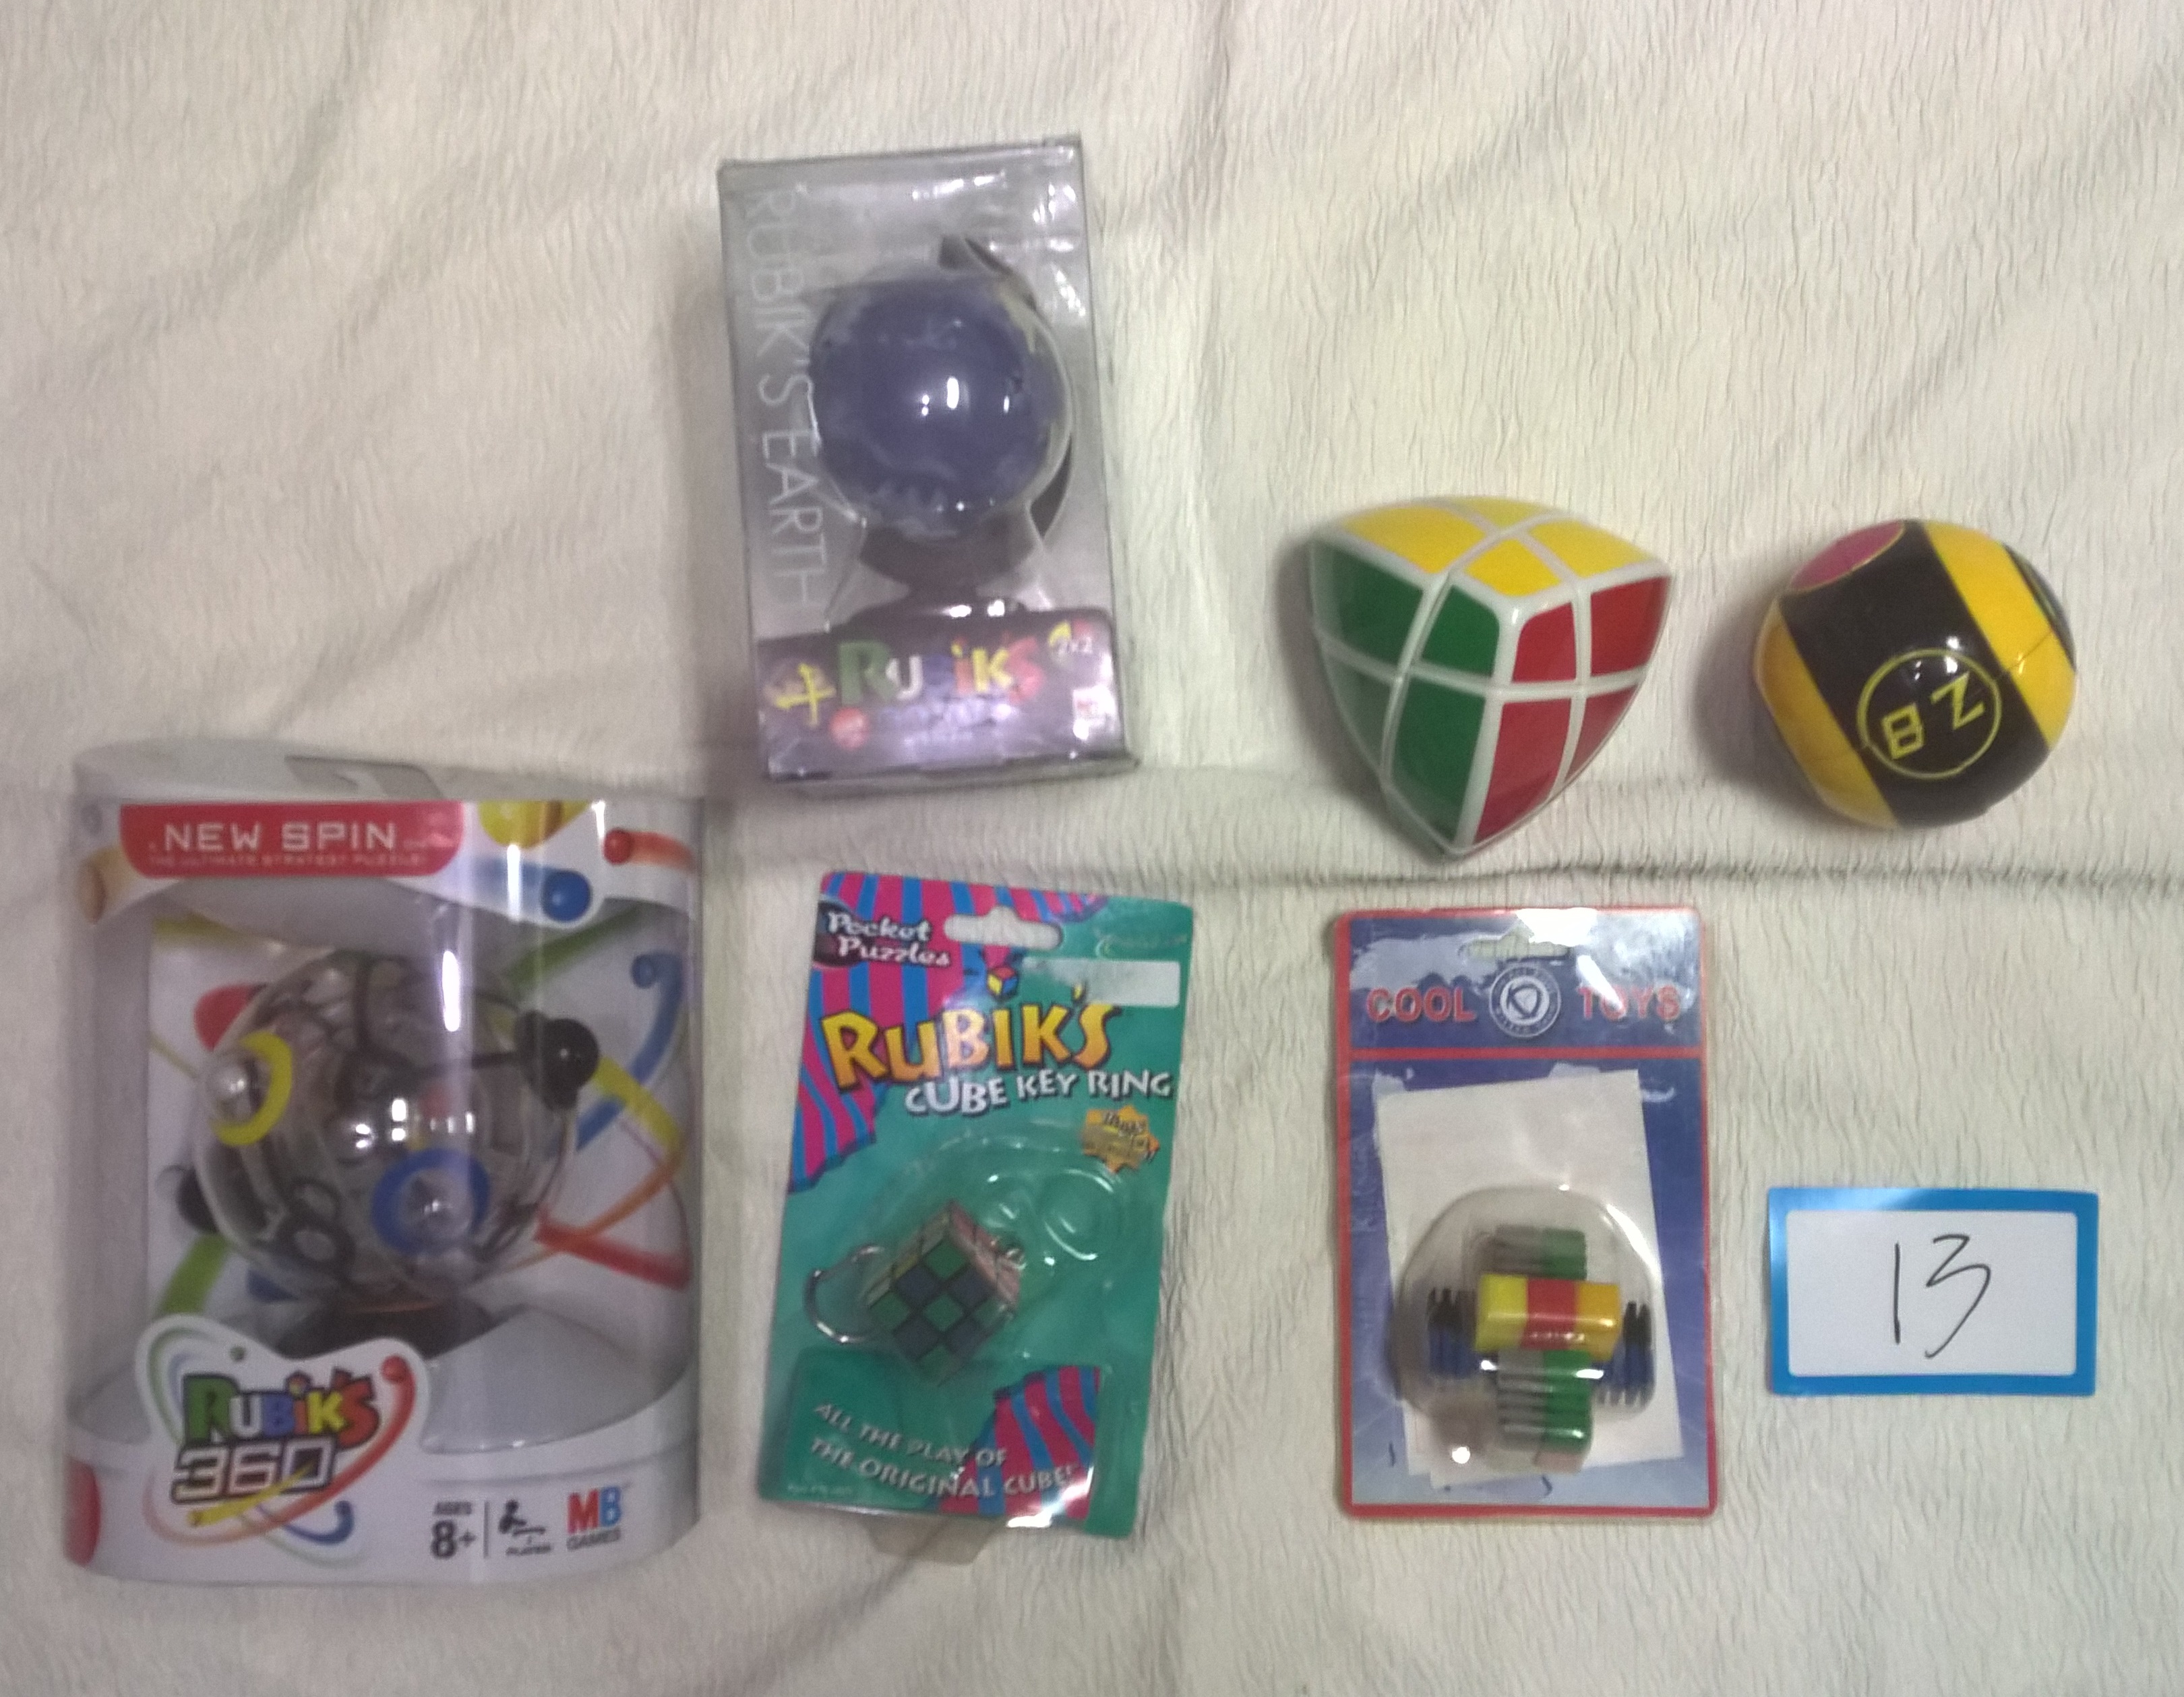 RUBIK'S
360
AGES
8+
MB
GAMES
NEW SPIN
Pocket
Puzzles
RUBIK'S
CUBE KEY RING
ALL THE PLAY OF
THE ORIGINAL CUBE!
RUBIK'S EARTH
RUBiK'S
COOL TOYS
BZ
13